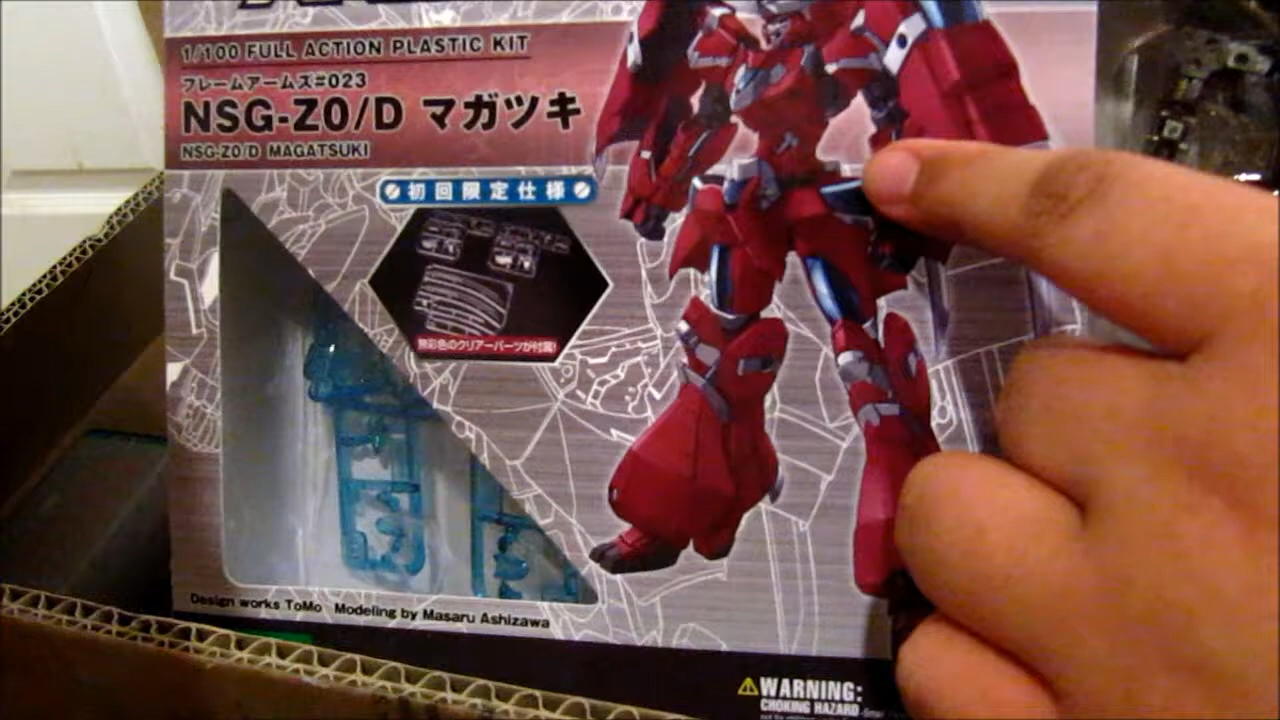 1/100 FULL ACTION PLASTIC KIT
フレームアームズ#023
NSG-Z0/D マガツキ
NSG-Z0/D MAGATSUKI
初回限定仕様
無彩色のクリアーパーツが付属!
Design works ToMo Modeling by Masaru Ashizawa
WARNING:
CHOKING HAZARD-Small